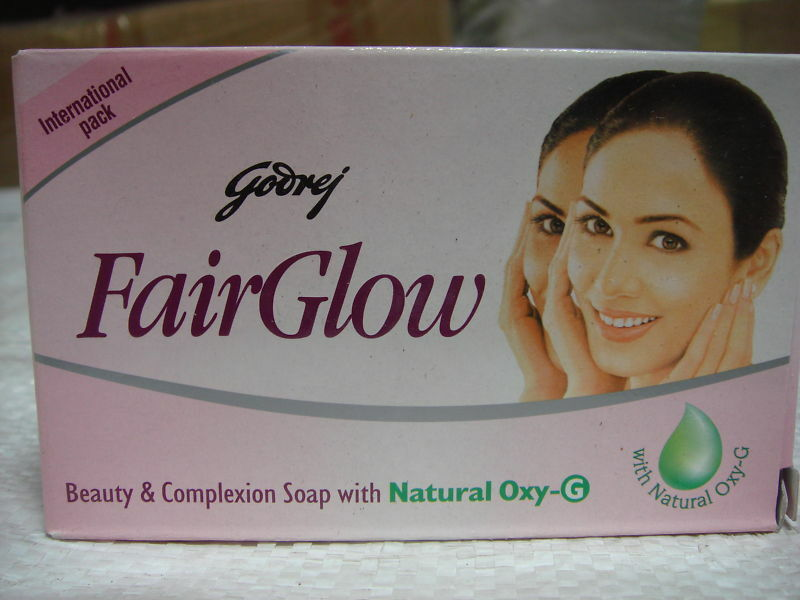 International
pack
Godrej
FairGlow
Beauty & Complexion Soap with Natural Oxy-G
with Natural Oxy-G